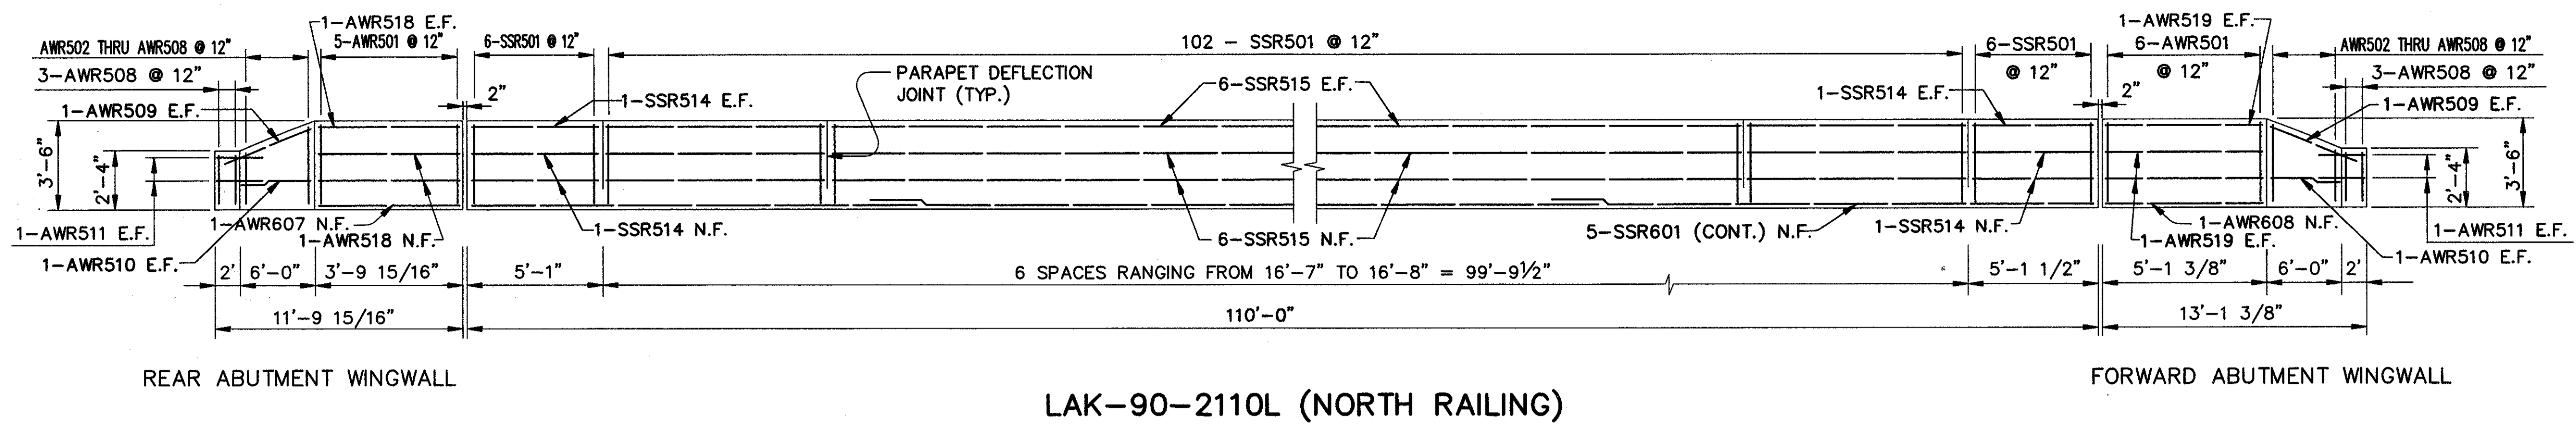 1-AWR518 E.F.
AWR502 THRU AWR508 @ 12"
5-AWR501 @ 12"
6-SSR501 @ 12"
102 - SSR501 @ 12"
6-SSR501
@ 12"
1-AWR519 E.F.
6-AWR501
@ 12"
AWR502 THRU AWR508 @ 12"
3-AWR508 @ 12"
PARAPET DEFLECTION
JOINT (TYP.)
3-AWR508 @ 12"
1-AWR509 E.F.
2"
1-SSR514 E.F.
6-SSR515 E.F.
1-SSR514 E.F.
2"
1-AWR509 E.F.
3'-6"
2'-4"
2'-4"
3'-6"
1-AWR607 N.F.
1-AWR511 E.F.
1-AWR518 N.F.
1-SSR514 N.F.
6-SSR515 N.F.
5-SSR601 (CONT.) N.F.
1-SSR514 N.F.
1-AWR608 N.F.
1-AWR519 E.F.
1-AWR511 E.F.
1-AWR510 E.F.
1-AWR510 E.F.
2'
6'-0"
3'-9 15/16"
5'-1"
6 SPACES RANGING FROM 16'-7" TO 16'-8" = 99'-9½"
5'-1 1/2"
5'-1 3/8"
6'-0"
2'
11'-9 15/16"
110'-0"
13'-1 3/8"
REAR ABUTMENT WINGWALL
FORWARD ABUTMENT WINGWALL
LAK-90-2110L (NORTH RAILING)